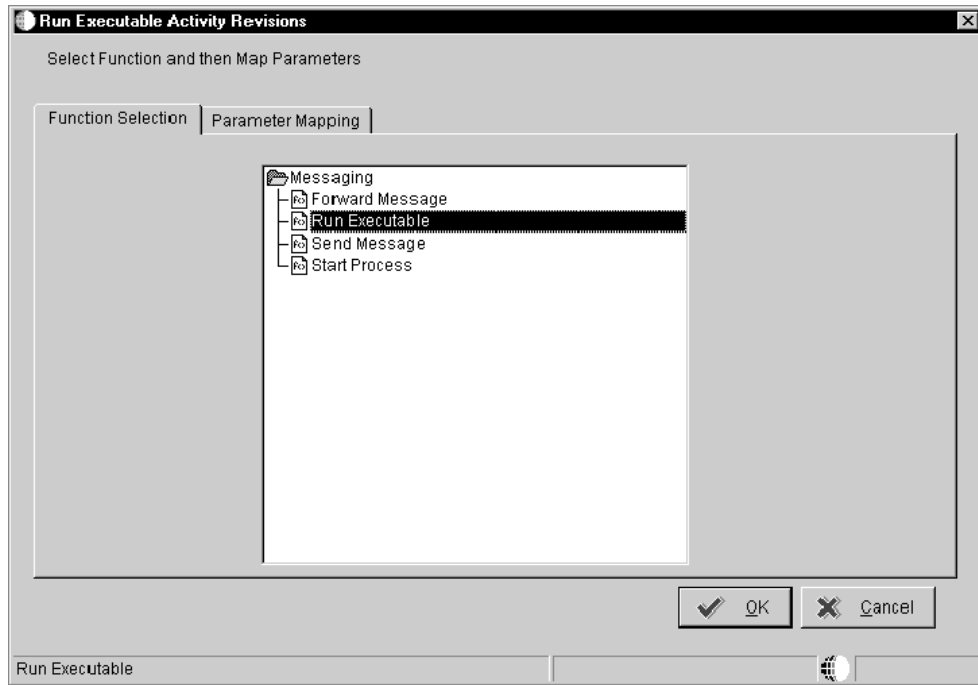 Run Executable Activity Revisions
Select Function and then Map Parameters
Function Selection
Parameter Mapping
Messaging
Forward Message
Run Executable
Send Message
Start Process
OK
Cancel
Run Executable